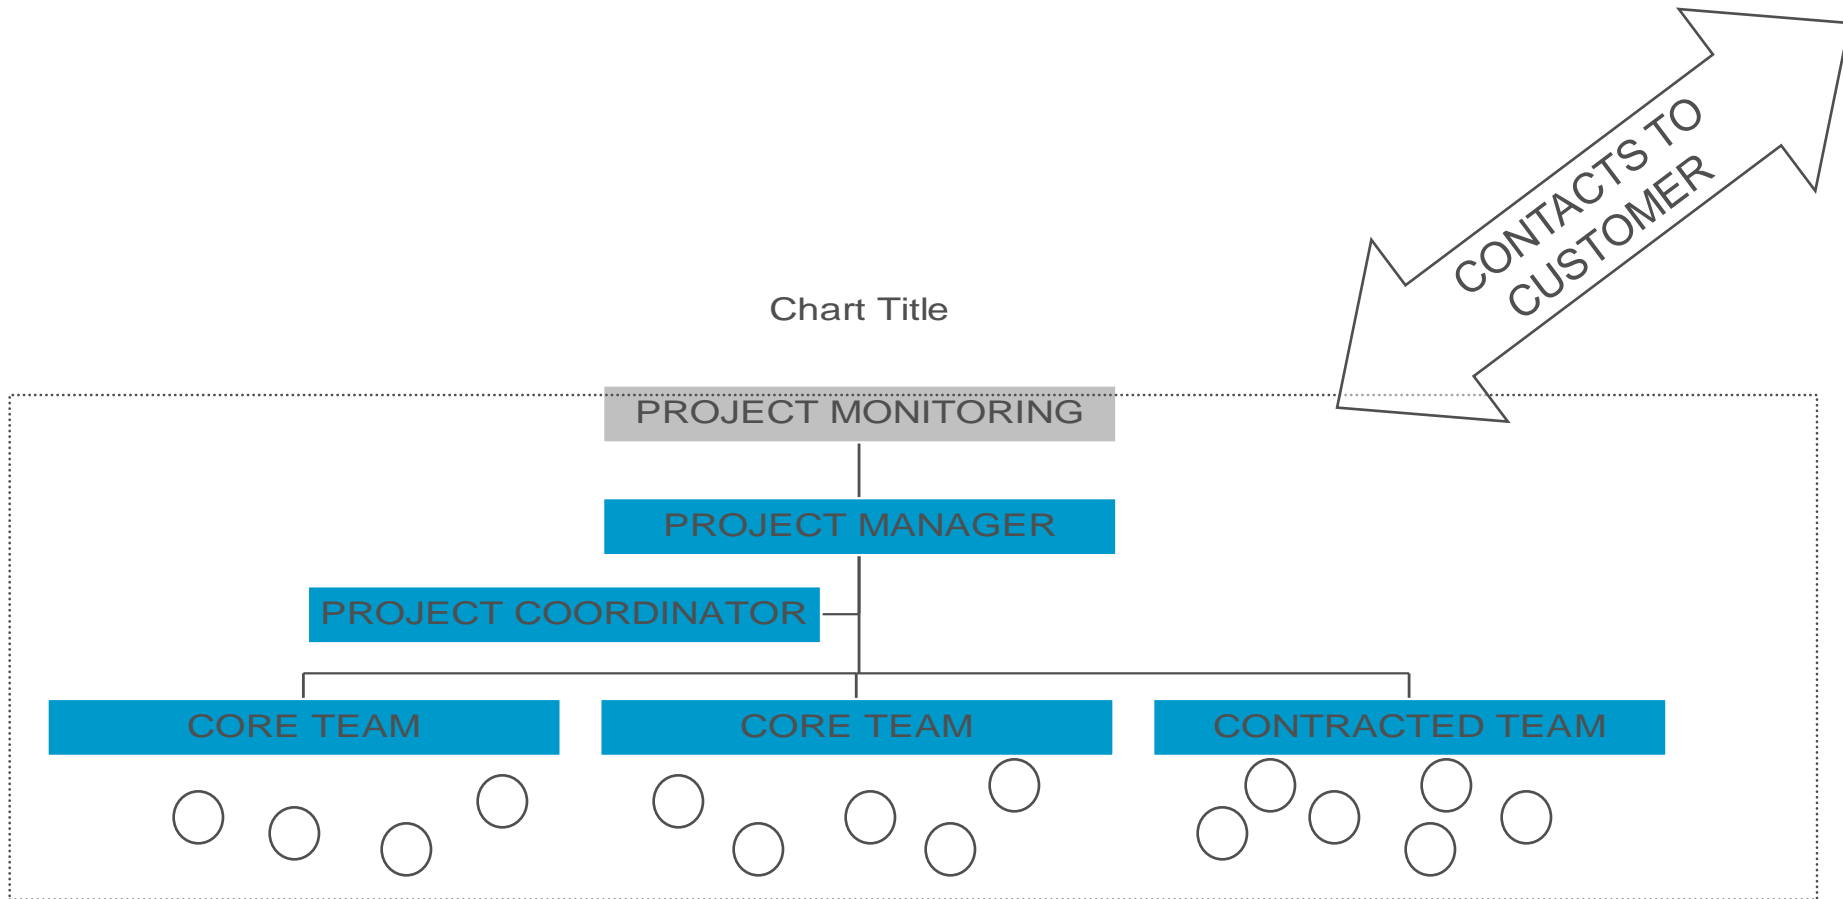 CONTACTS TO
CUSTOMER
Chart Title
PROJECT MONITORING
PROJECT MANAGER
PROJECT COORDINATOR
CORE TEAM
CORE TEAM
CONTRACTED TEAM